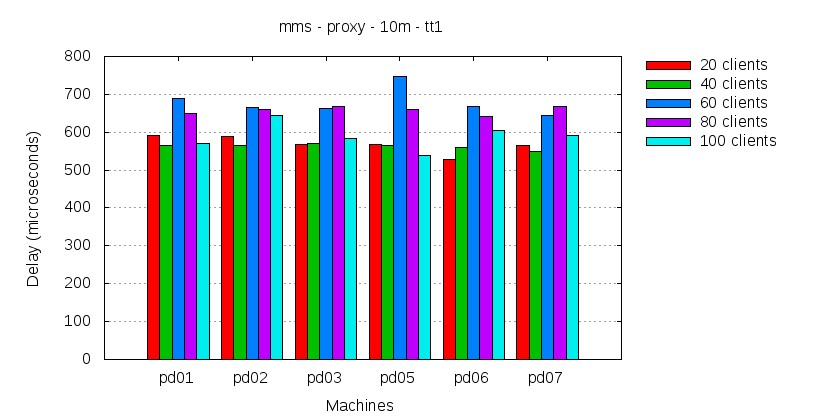 mms - proxy - 10m - tt1
800
700
600
500
400
300
200
100
0
Delay (microseconds)
pd01 pd02 pd03 pd05 pd06 pd07
Machines
20 clients
40 clients
60 clients
80 clients
100 clients